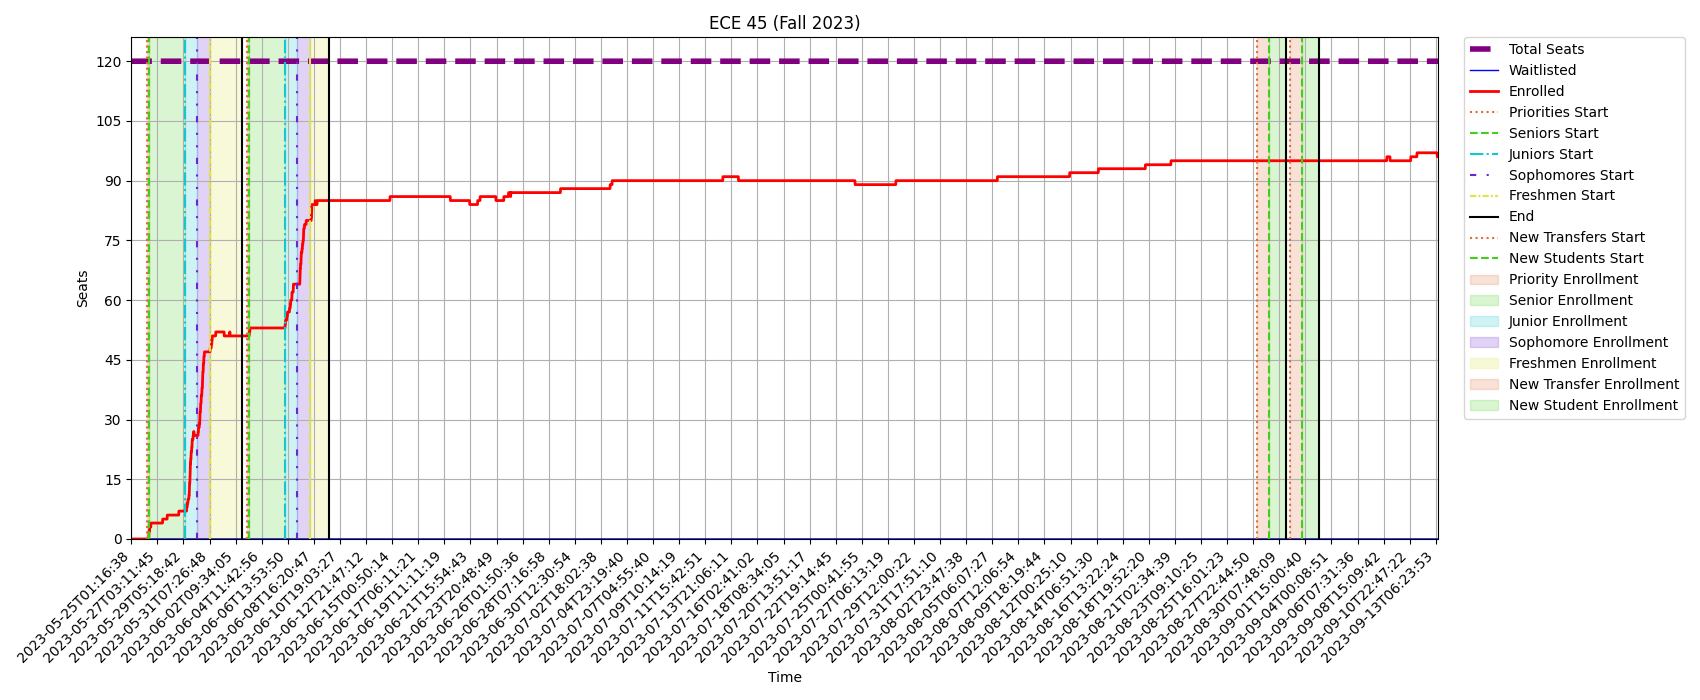 ECE 45 (Fall 2023)
Seats
120
105
90
75
60
45
30
15
0
2023-05-25T01:16:38
2023-05-27T03:11:45
2023-05-29T05:18:42
2023-05-31T07:26:48
2023-06-02T09:34:05
2023-06-04T11:42:56
2023-06-06T13:53:50
2023-06-08T16:20:47
2023-06-10T19:03:27
2023-06-12T21:47:12
2023-06-15T00:50:14
2023-06-17T06:11:21
2023-06-19T11:11:19
2023-06-21T15:54:43
2023-06-23T20:48:49
2023-06-26T01:50:36
2023-06-28T07:16:58
2023-06-30T12:30:54
2023-07-02T18:02:38
2023-07-04T23:19:40
2023-07-07T04:55:40
2023-07-09T10:14:19
2023-07-11T15:42:51
2023-07-13T21:06:11
2023-07-16T02:41:02
2023-07-18T08:34:05
2023-07-20T13:51:17
2023-07-22T19:14:45
2023-07-25T00:41:55
2023-07-27T06:13:19
2023-07-29T12:00:22
2023-07-31T17:51:10
2023-08-02T23:47:38
2023-08-05T06:07:27
2023-08-07T12:06:54
2023-08-09T18:19:44
2023-08-12T00:25:10
2023-08-14T06:51:30
2023-08-16T13:22:24
2023-08-18T19:52:20
2023-08-21T02:34:39
2023-08-23T09:10:25
2023-08-25T16:01:23
2023-08-27T22:44:50
2023-08-30T07:48:09
2023-09-01T15:00:40
2023-09-04T00:08:51
2023-09-06T07:31:36
2023-09-08T15:09:42
2023-09-10T22:47:22
2023-09-13T06:23:53
Time
Total Seats
Waitlisted
Enrolled
Priorities Start
Seniors Start
Juniors Start
Sophomores Start
Freshmen Start
End
New Transfers Start
New Students Start
Priority Enrollment
Senior Enrollment
Junior Enrollment
Sophomore Enrollment
Freshmen Enrollment
New Transfer Enrollment
New Student Enrollment